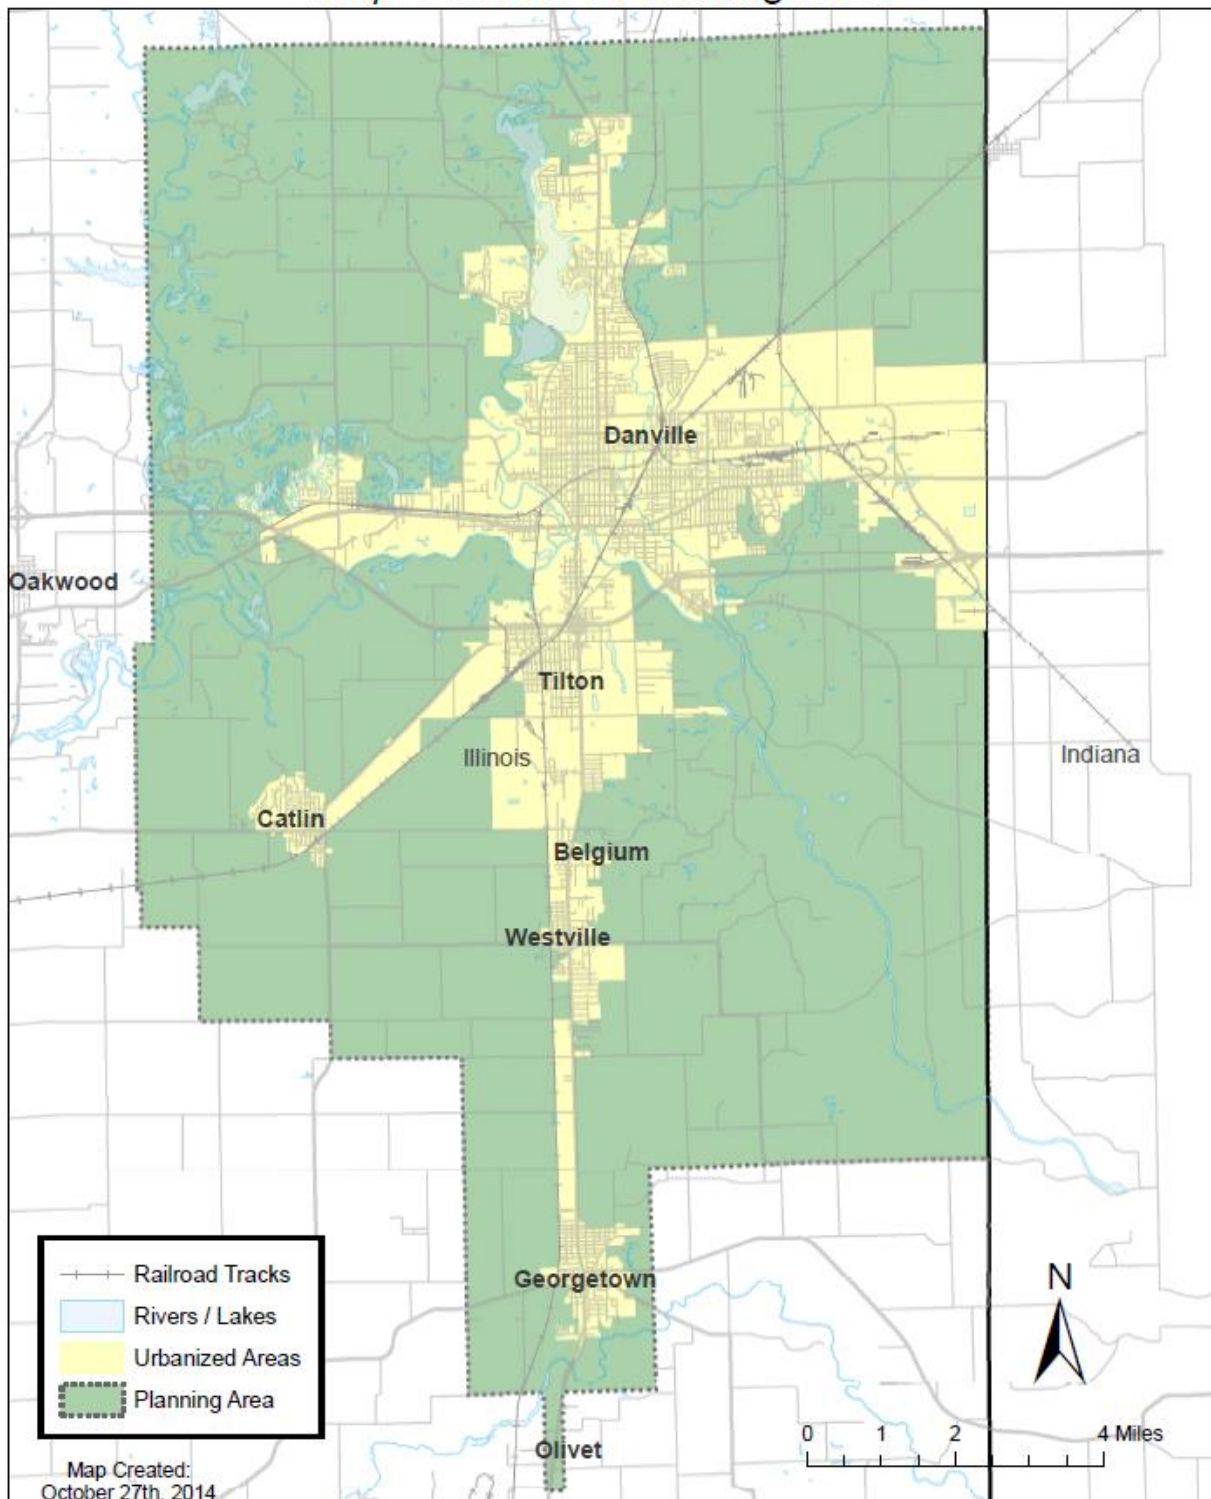 Danville
Oakwood
Tilton
Illinois
Indiana
Catlin
Belgium
Westville
Georgetown
Railroad Tracks
Rivers / Lakes
Urbanized Areas
Planning Area
N
0 1 2 4 Miles
Olivet
Map Created:
October 27th, 2014